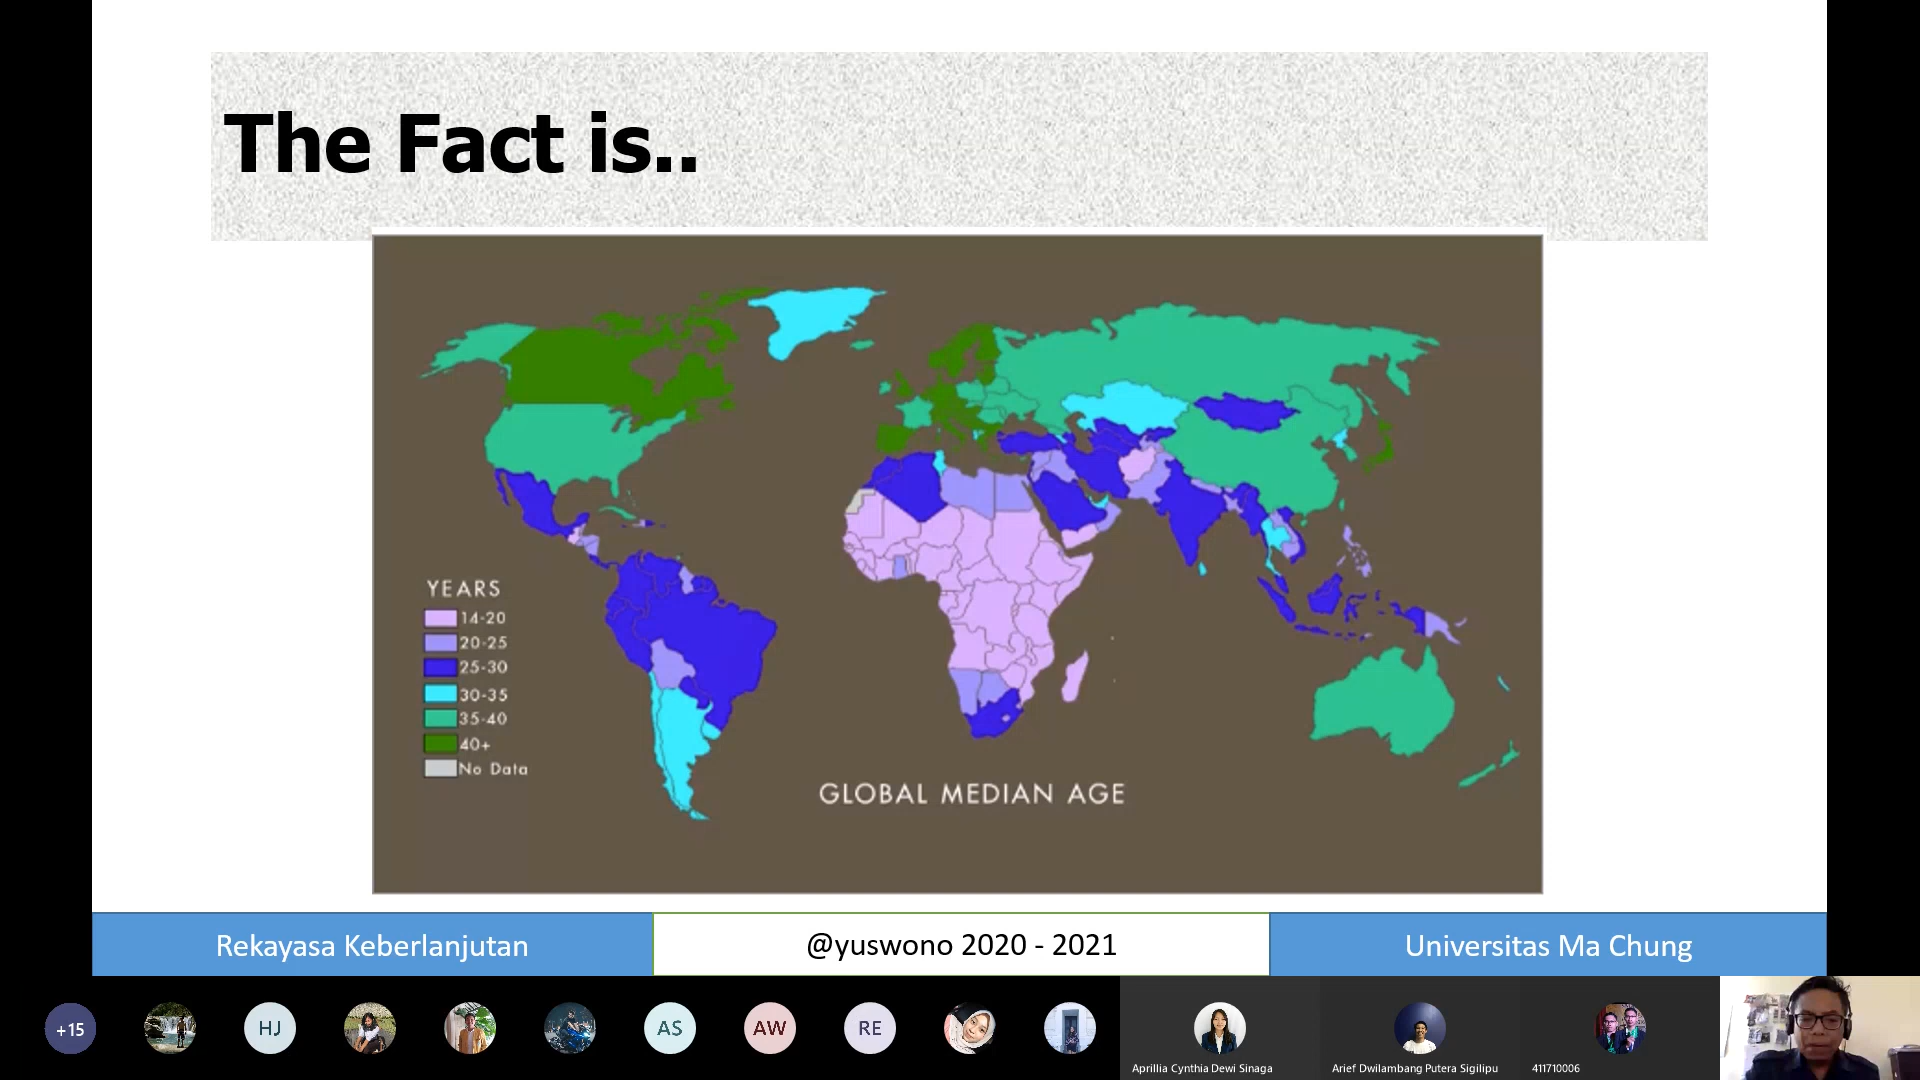 The Fact is..
YEARS
14-20
20-25
25-30
30-35
35-40
40+
No Data
GLOBAL MEDIAN AGE
Rekayasa Keberlanjutan
@yuswono 2020 - 2021
Universitas Ma Chung
+15
HJ
AS
AW
RE
Aprillia Cynthia Dewi Sinaga
Arief Dwilambang Putera Sigilipu
411710006